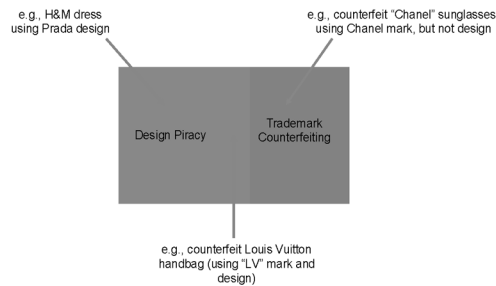 e.g., H&M dress
using Prada design
e.g., counterfeit “Chanel” sunglasses
using Chanel mark, but not design
Design Piracy
Trademark
Counterfeiting
e.g., counterfeit Louis Vuitton
handbag (using “LV” mark and
design)